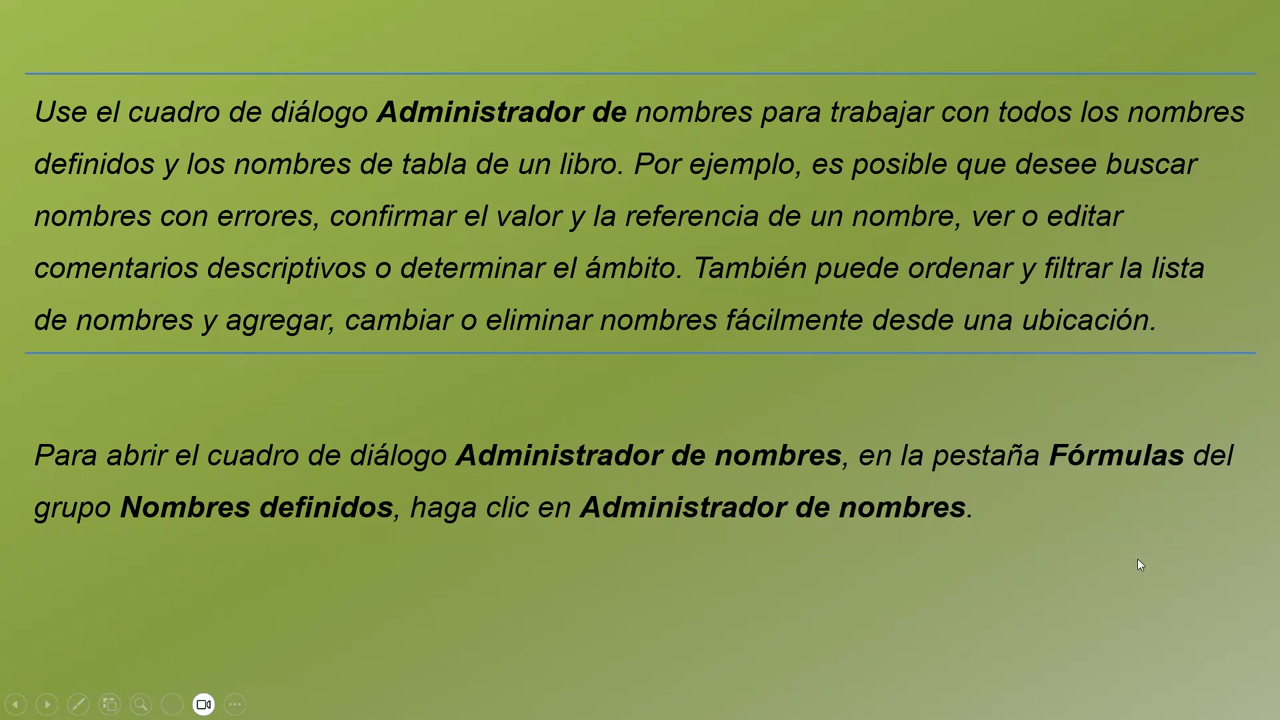 Use el cuadro de diálogo Administrador de nombres para trabajar con todos los nombres
definidos y los nombres de tabla de un libro. Por ejemplo, es posible que desee buscar
nombres con errores, confirmar el valor y la referencia de un nombre, ver o editar
comentarios descriptivos o determinar el ámbito. También puede ordenar y filtrar la lista
de nombres y agregar, cambiar o eliminar nombres fácilmente desde una ubicación.
Para abrir el cuadro de diálogo Administrador de nombres, en la pestaña Fórmulas del
grupo Nombres definidos, haga clic en Administrador de nombres.